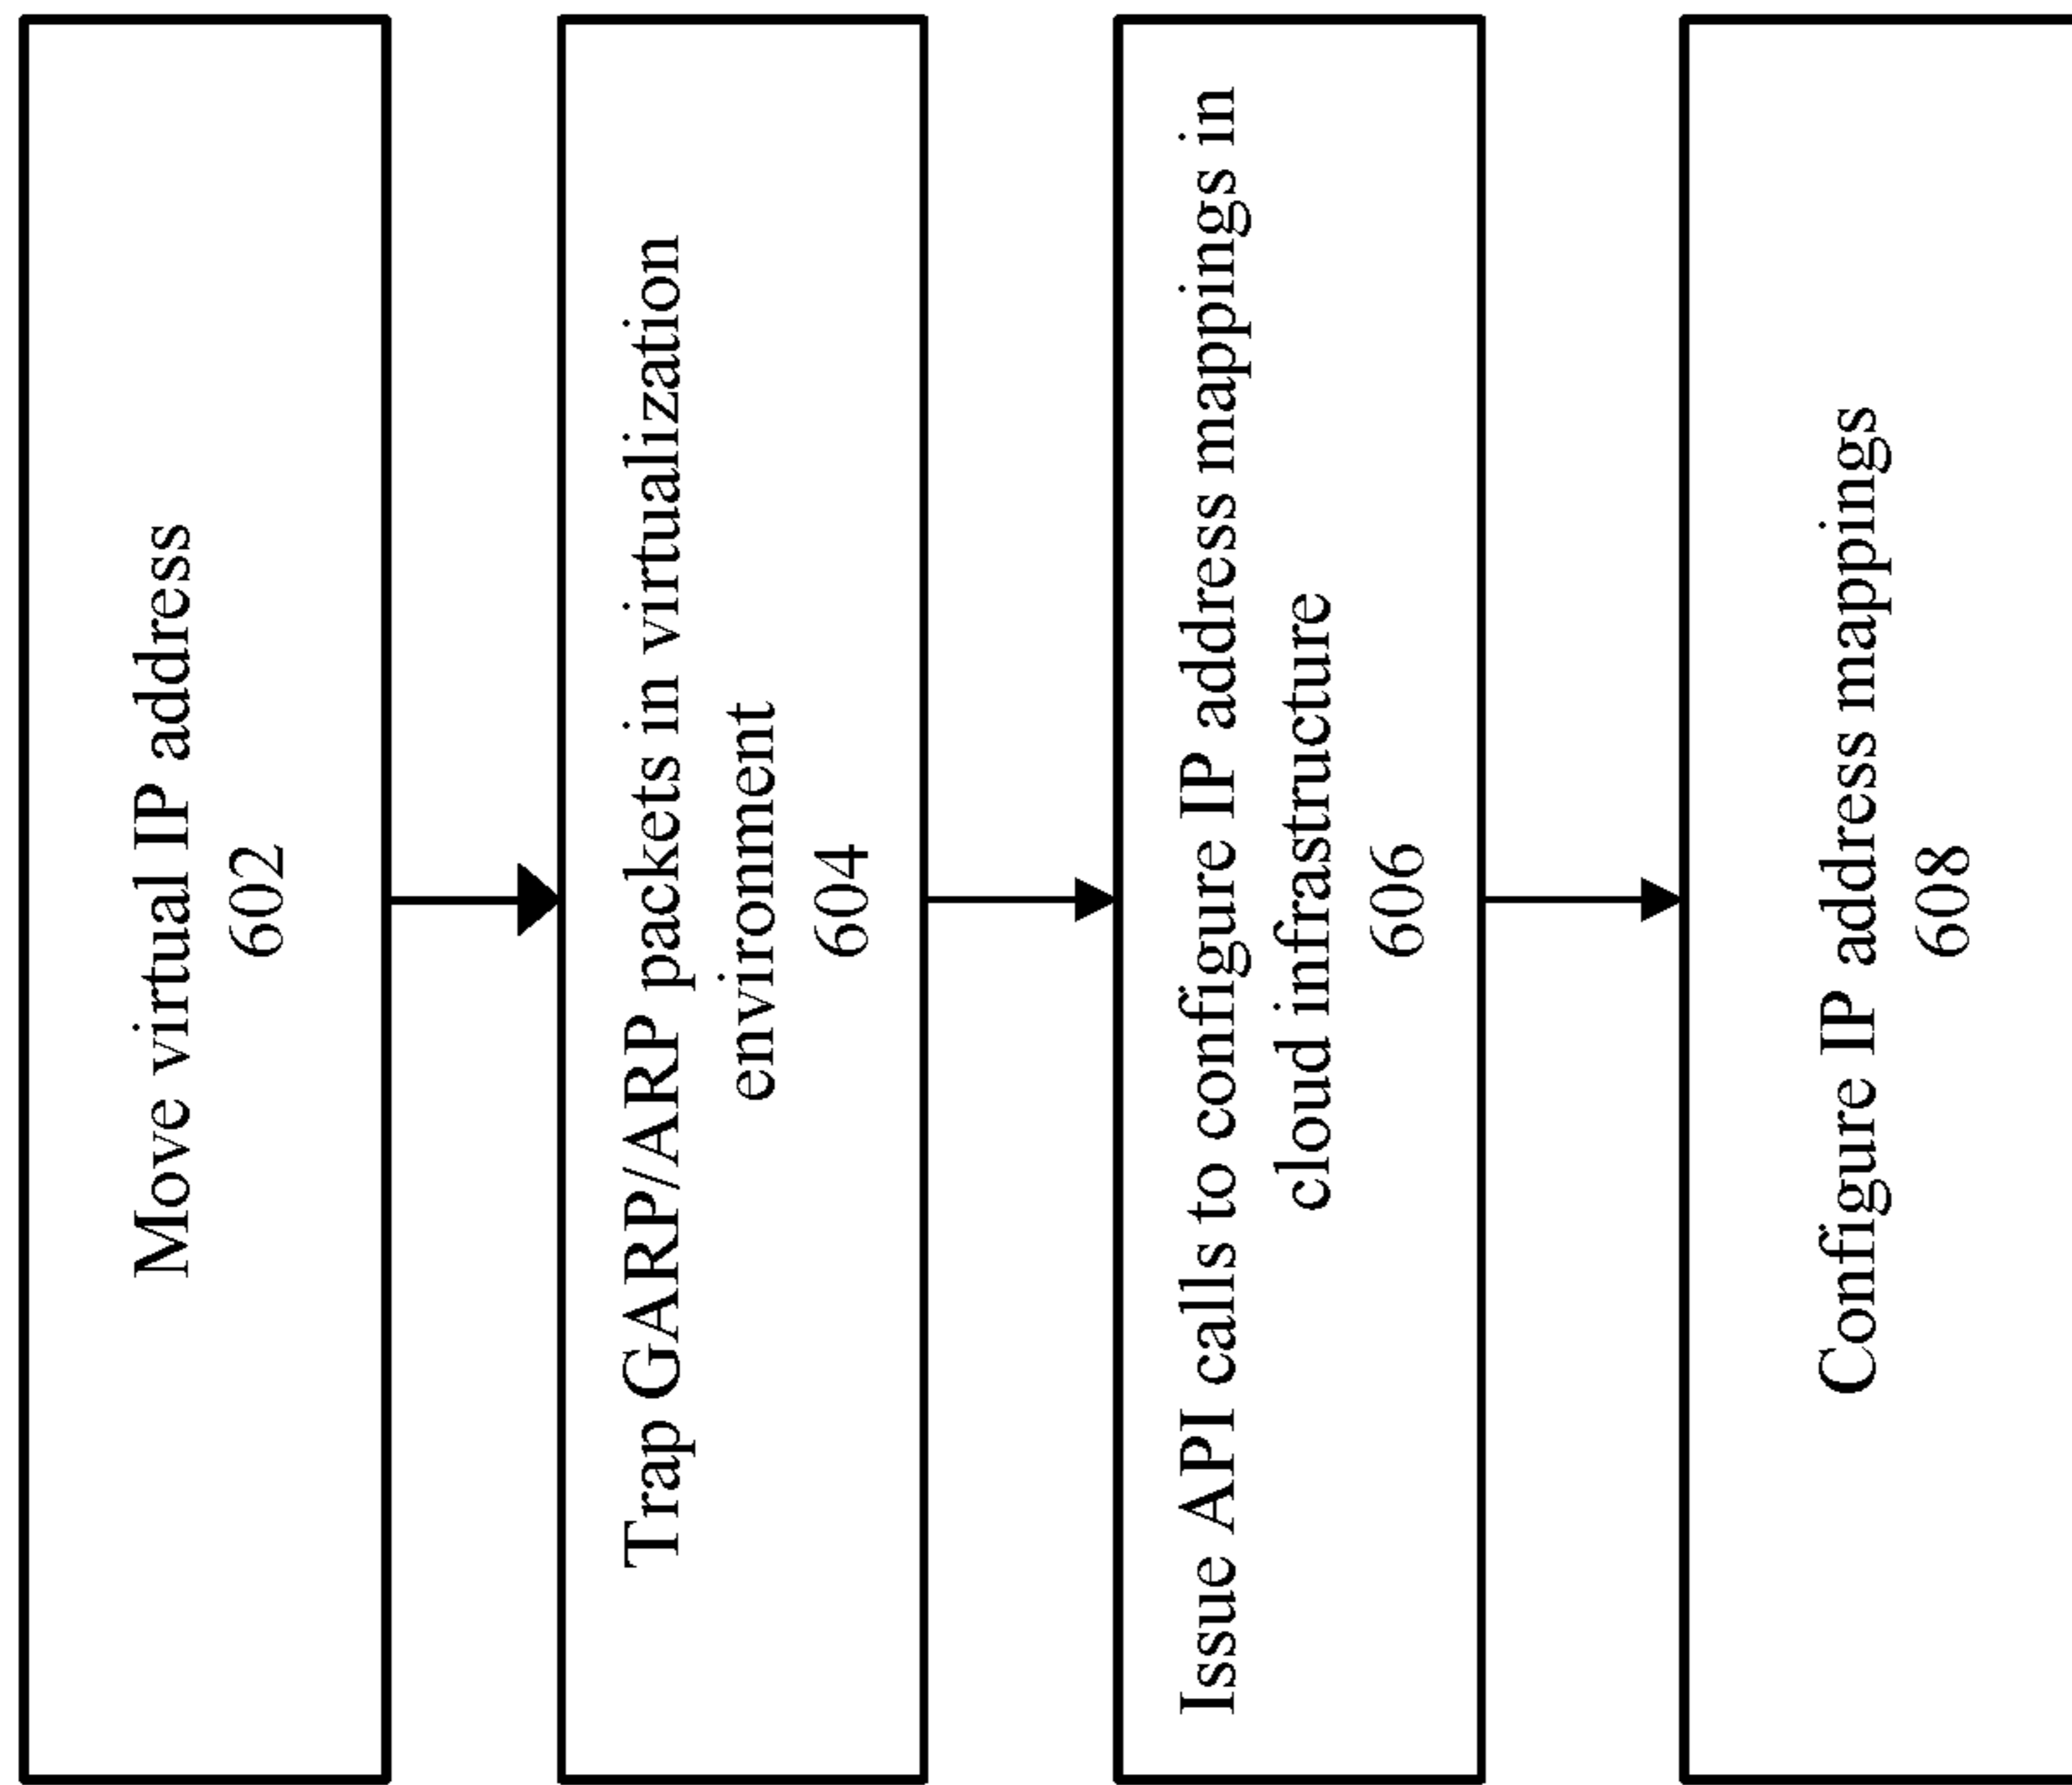 Move virtual IP address
602
Trap GARP/ARP packets in virtualization
environment
604
Issue API calls to configure IP address mappings in
cloud infrastructure
606
Configure IP address mappings
608